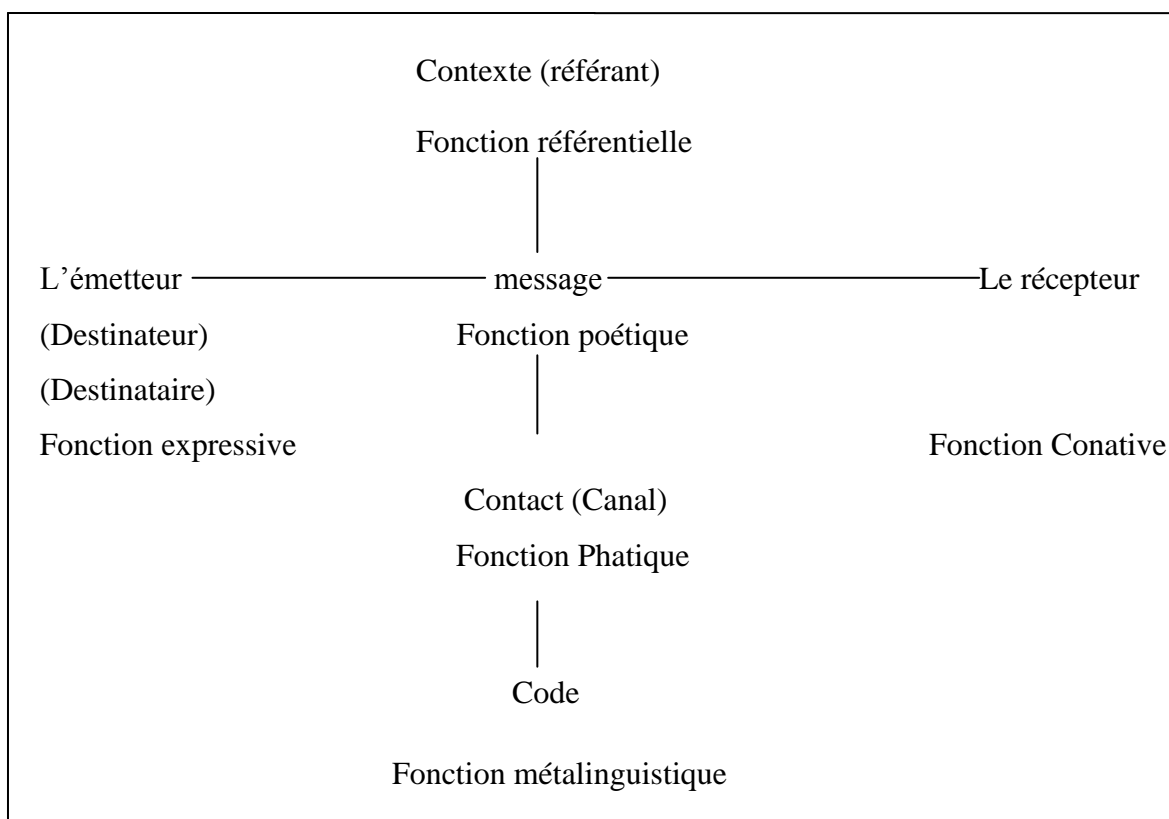 Contexte (référant)
Fonction référentielle
L’émetteur message Le récepteur
(Destinateur) Fonction poétique
(Destinataire)
Fonction expressive Fonction Conative
Contact (Canal)
Fonction Phatique
Code
Fonction métalinguistique